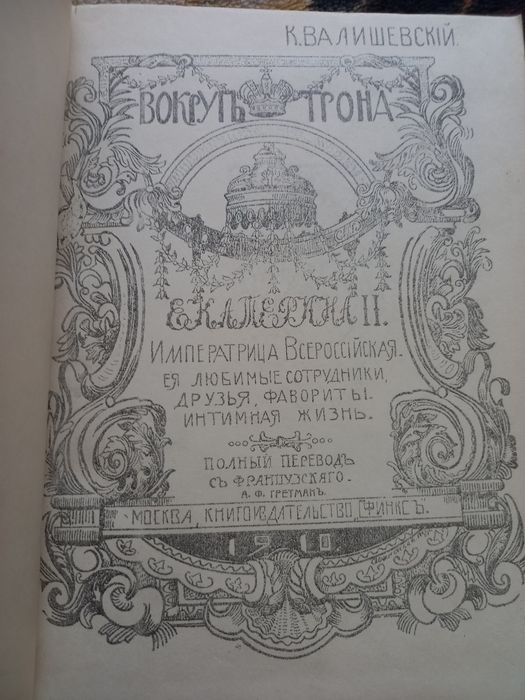 К. ВАЛИШЕВСКІЙ.
ВОКРУГЪ ТРОНА
ЕКАТЕРИНА II.
ИМПЕРАТРИЦА ВСЕРОССІЙСКАЯ.
ЕЯ ЛЮБИМЫЕ СОТРУДНИКИ,
ДРУЗЬЯ, ФАВОРИТЫ.
ИНТИМНАЯ ЖИЗНЬ.
ПОЛНЫЙ ПЕРЕВОДЪ
СЪ ФРАНЦУЗСКАГО.
А. Ф. ГРЕТМАНЪ.
МОСКВА, КНИГОИЗДАТЕЛЬСТВО „СФИНКСЪ".
1910